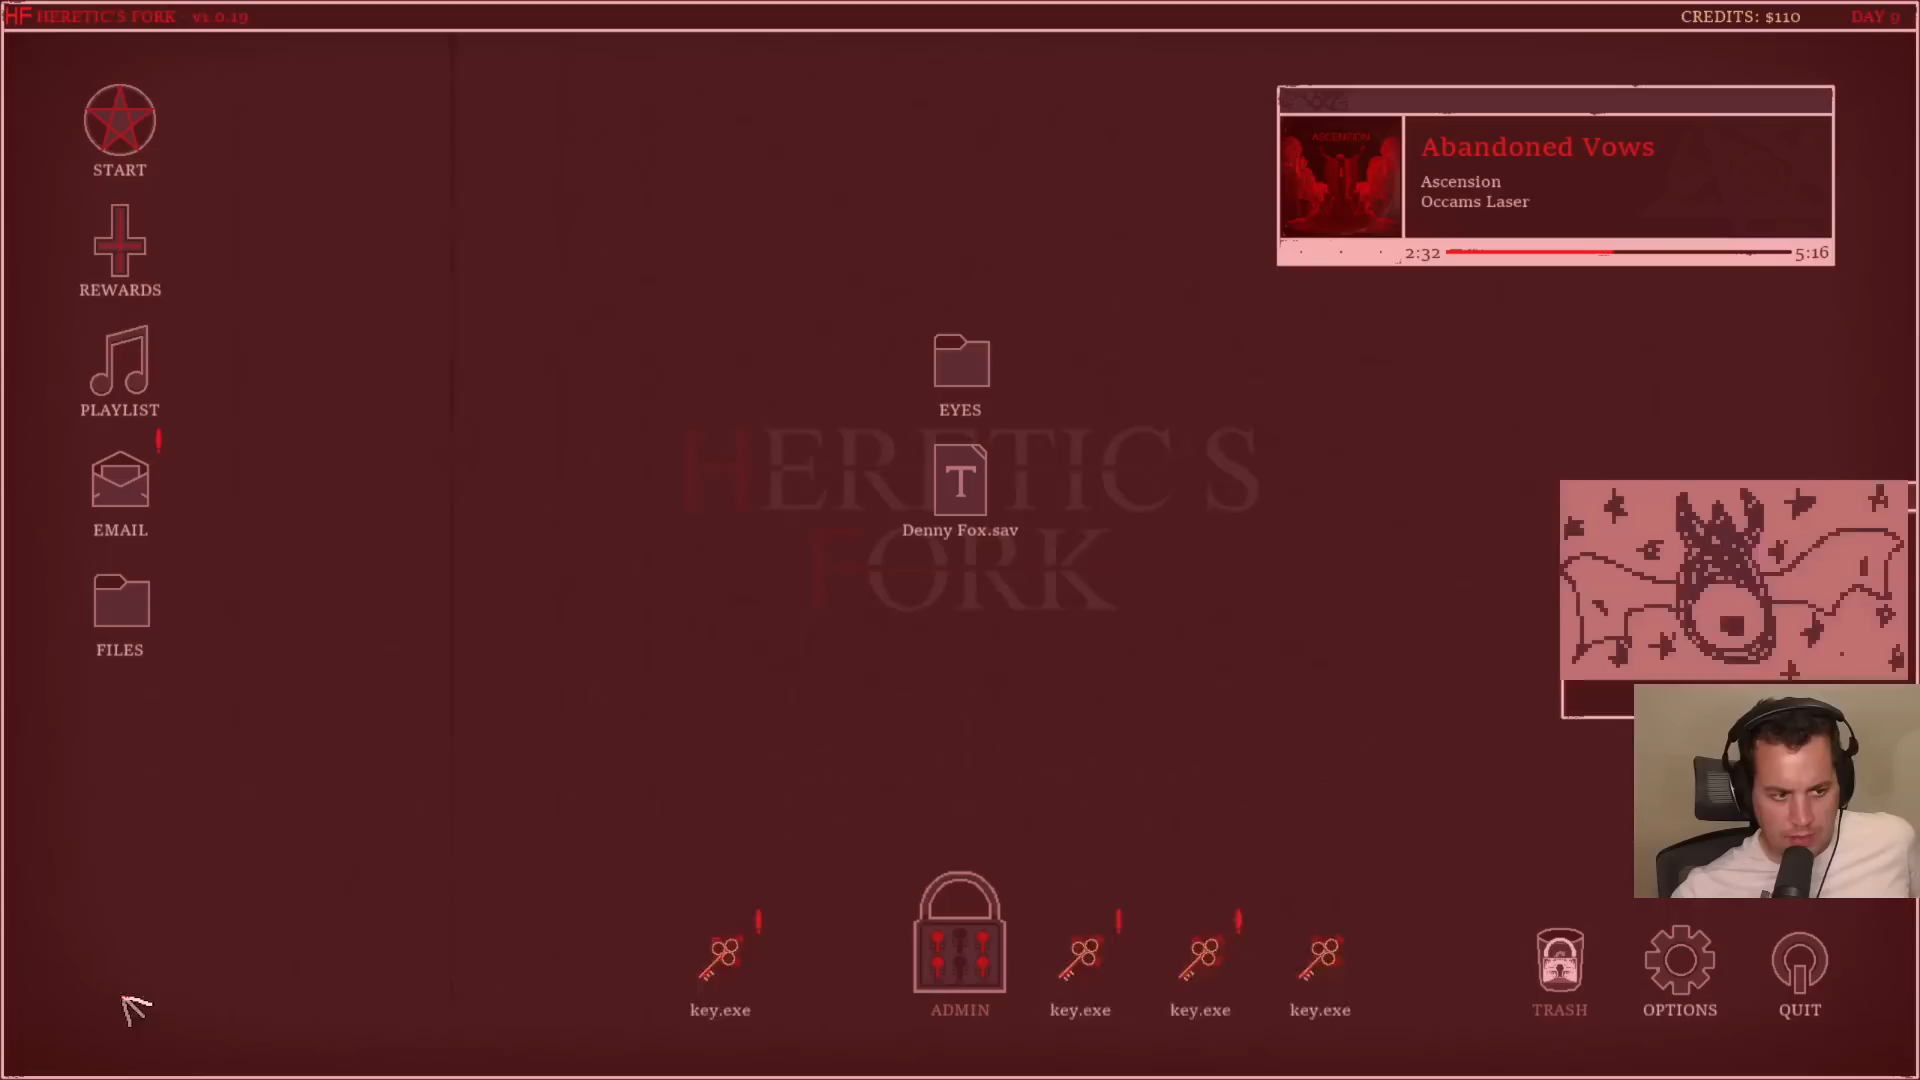 HF HERETIC'S FORK - v1.0.19
CREDITS: $110
DAY 9
START
REWARDS
PLAYLIST
EMAIL
FILES
ASCENSION
Abandoned Vows
Ascension
Occams Laser
2:32
5:16
EYES
T
Denny Fox.sav
HERETIC'S
FORK
key.exe
ADMIN
key.exe
key.exe
key.exe
TRASH
OPTIONS
QUIT